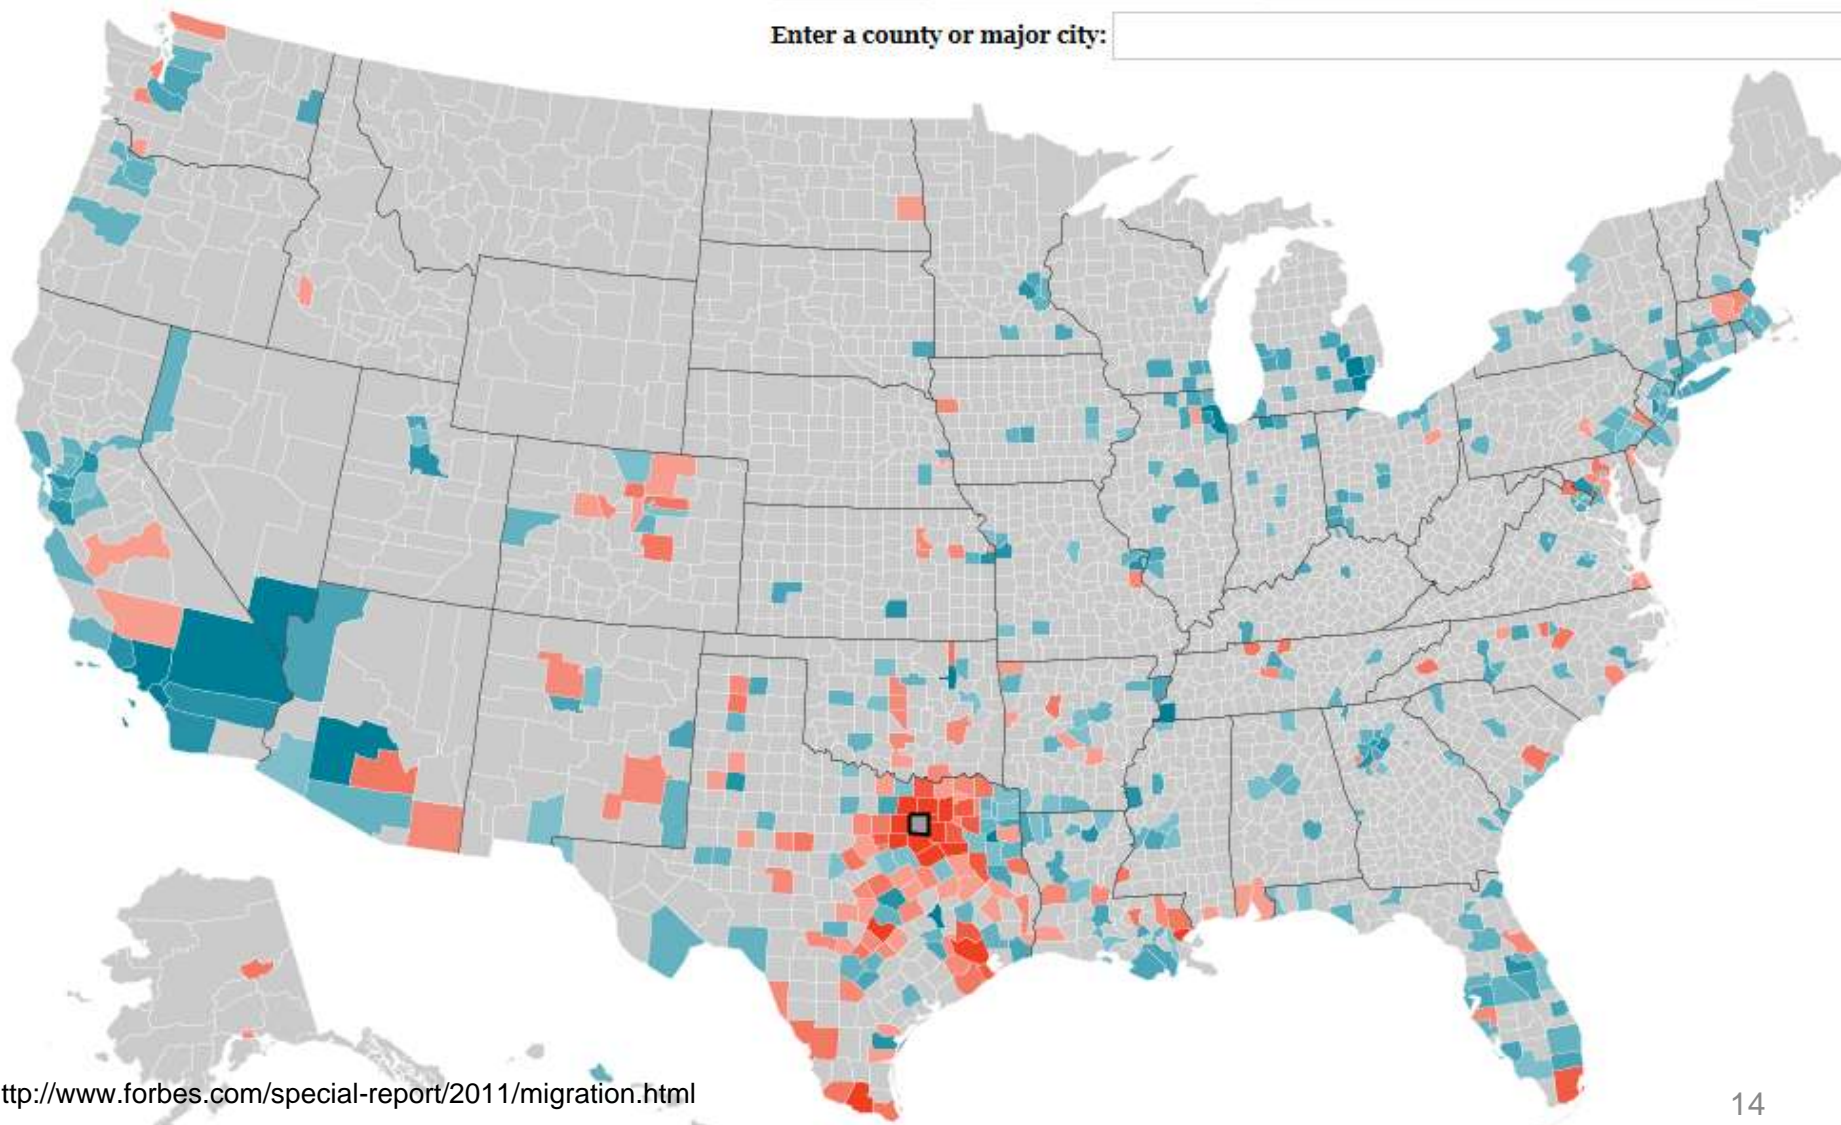 Enter a county or major city:
ttp://www.forbes.com/special-report/2011/migration.html
14